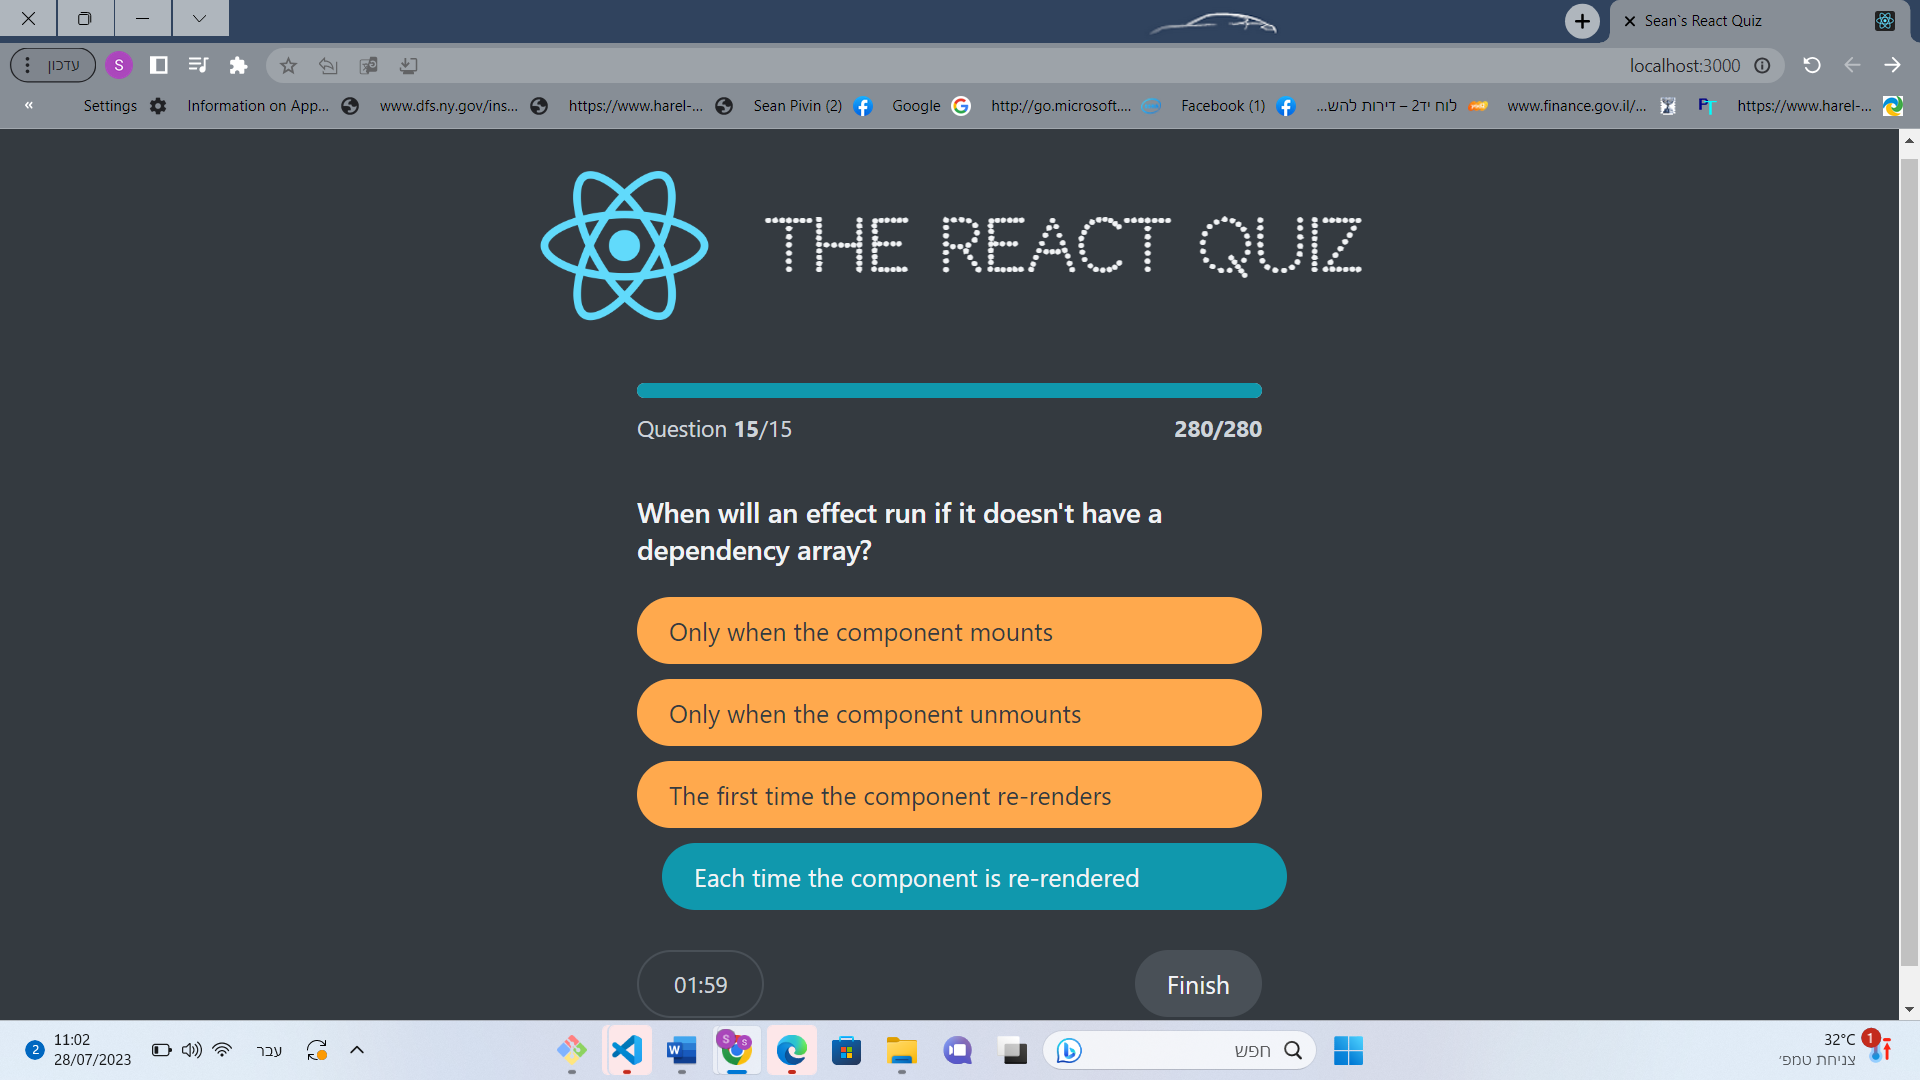 Sean`s React Quiz
עדכון
S
localhost:3000
«
Settings
Information on App...
www.dfs.ny.gov/ins...
https://www.harel-...
Sean Pivin (2)
Google
http://go.microsoft....
Facebook (1)
לוח יד2 – דירות להש...
www.finance.gov.il/...
PT
https://www.harel-...
THE REACT QUIZ
Question 15/15
280/280
When will an effect run if it doesn't have a
dependency array?
Only when the component mounts
Only when the component unmounts
The first time the component re-renders
Each time the component is re-rendered
01:59
Finish
2
11:02
28/07/2023
עבר
חפש
32°C
צניחת טמפ'
1